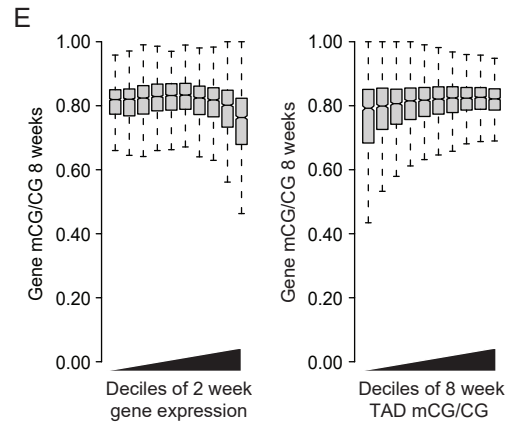 E
Gene mCG/CG 8 weeks
1.00
0.80
0.60
0.40
0.20
0.00
Deciles of 2 week
gene expression
Gene mCG/CG 8 weeks
1.00
0.80
0.60
0.40
0.20
0.00
Deciles of 8 week
TAD mCG/CG